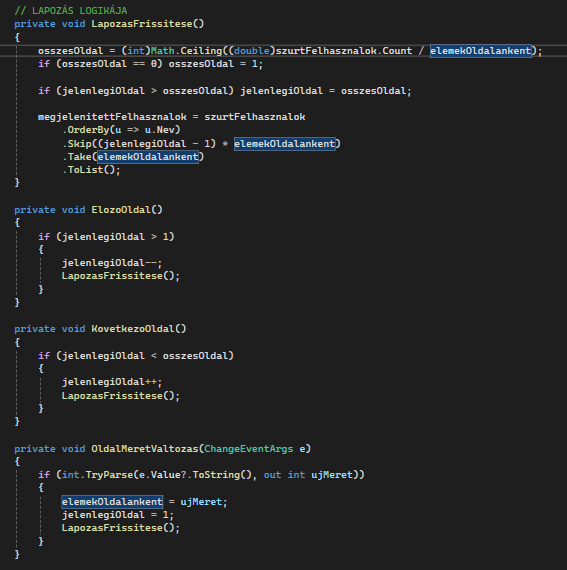 // LAPOZÁS LOGIKÁJA
private void LapozasFrissitese()
{
    osszesOldal = (int)Math.Ceiling((double)szurtFelhasznalok.Count / elemekOldalankent);
    if (osszesOldal == 0) osszesOldal = 1;

    if (jelenlegiOldal > osszesOldal) jelenlegiOldal = osszesOldal;

    megjelenitettFelhasznalok = szurtFelhasznalok
        .OrderBy(u => u.Nev)
        .Skip((jelenlegiOldal - 1) * elemekOldalankent)
        .Take(elemekOldalankent)
        .ToList();
}

private void ElozoOldal()
{
    if (jelenlegiOldal > 1)
    {
        jelenlegiOldal--;
        LapozasFrissitese();
    }
}

private void KovetkezoOldal()
{
    if (jelenlegiOldal < osszesOldal)
    {
        jelenlegiOldal++;
        LapozasFrissitese();
    }
}

private void OldalMeretValtozas(ChangeEventArgs e)
{
    if (int.TryParse(e.Value?.ToString(), out int ujMeret))
    {
        elemekOldalankent = ujMeret;
        jelenlegiOldal = 1;
        LapozasFrissitese();
    }
}